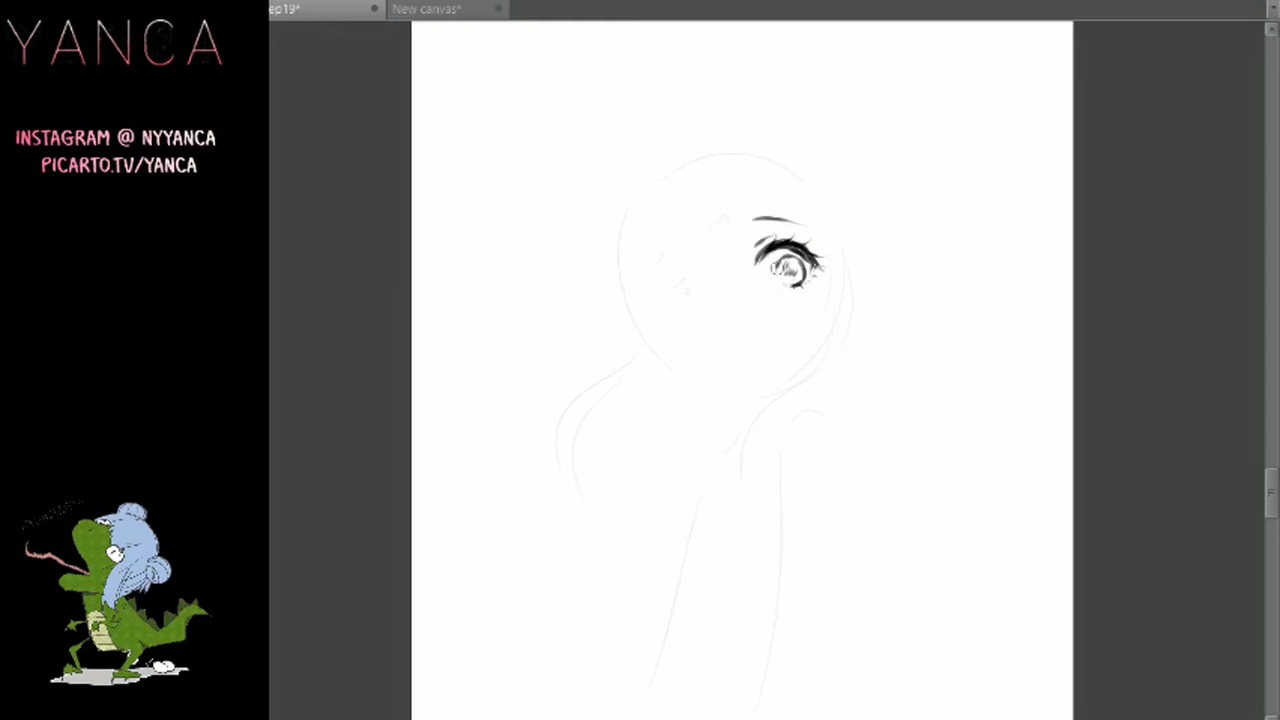 ep19*
New canvas*
YANCA
INSTAGRAM @ NYYANCA
PICARTO.TV/YANCA